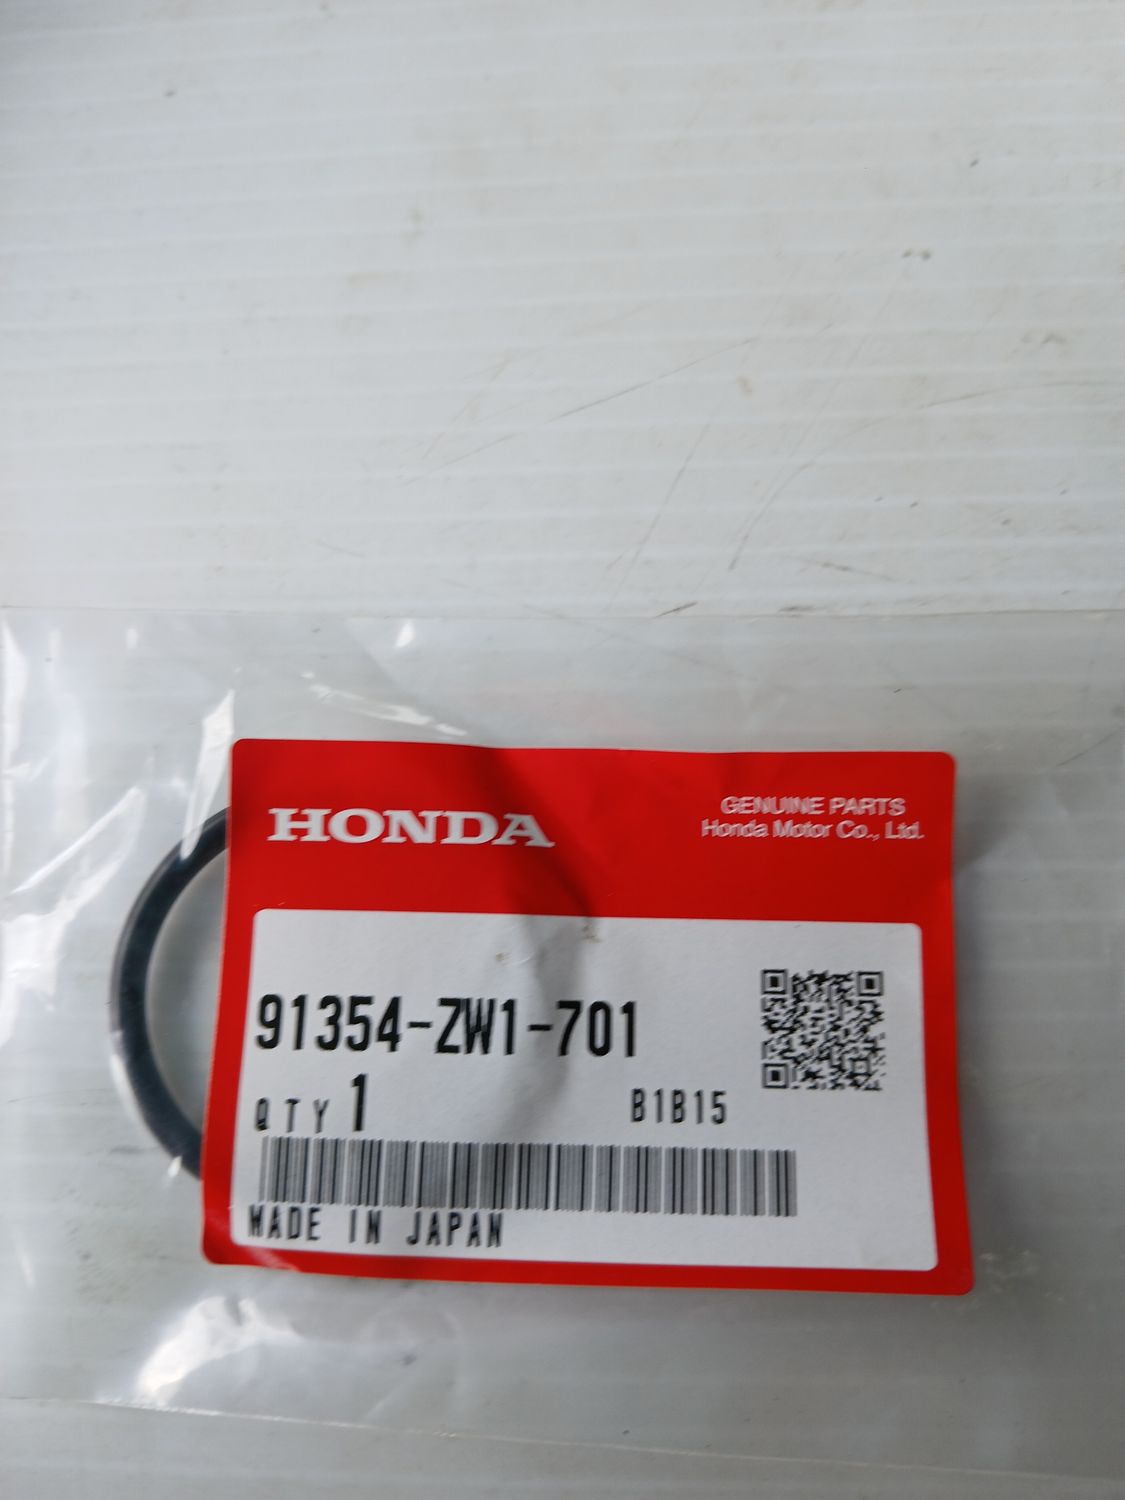 HONDA
GENUINE PARTS
Honda Motor Co., Ltd.
91354-ZW1-701
QTY 1
B1B15
MADE IN JAPAN